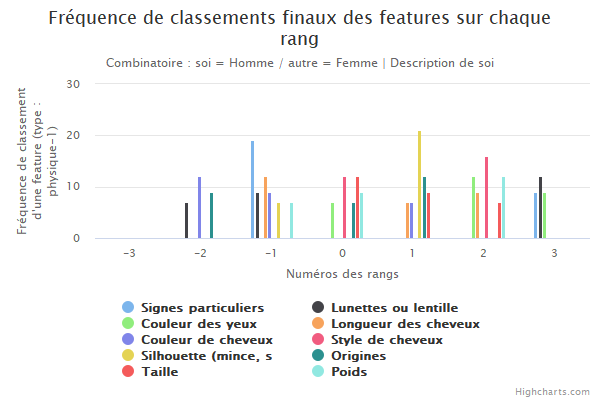 Fréquence de classements finaux des features sur chaque
rang
Combinatoire : soi = Homme / autre = Femme | Description de soi
Fréquence de classement
d'une feature (type :
physique-1)
30
20
10
0
-3
-2
-1
0
1
2
3
Numéros des rangs
Signes particuliers
Lunettes ou lentille
Couleur des yeux
Longueur des cheveux
Couleur de cheveux
Style de cheveux
Silhouette (mince, s
Origines
Taille
Poids
Highcharts.com